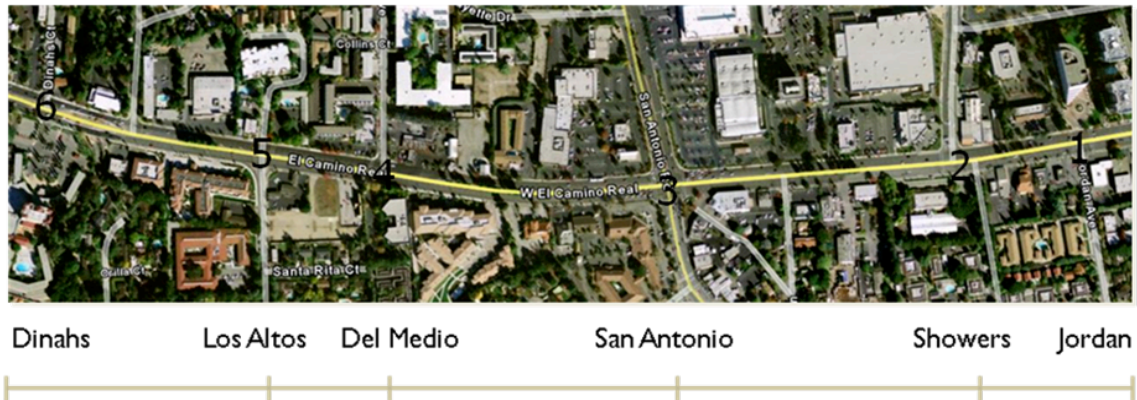 yette Dr
Collins Ct
Dinahs Ct
San Antonio Rd
6
5
4
3
2
1
El Camino Real
W El Camino Real
Jordan Ave
Orilla Ct
Santa Rita Ct
Dinahs
Los Altos
Del Medio
San Antonio
Showers
Jordan